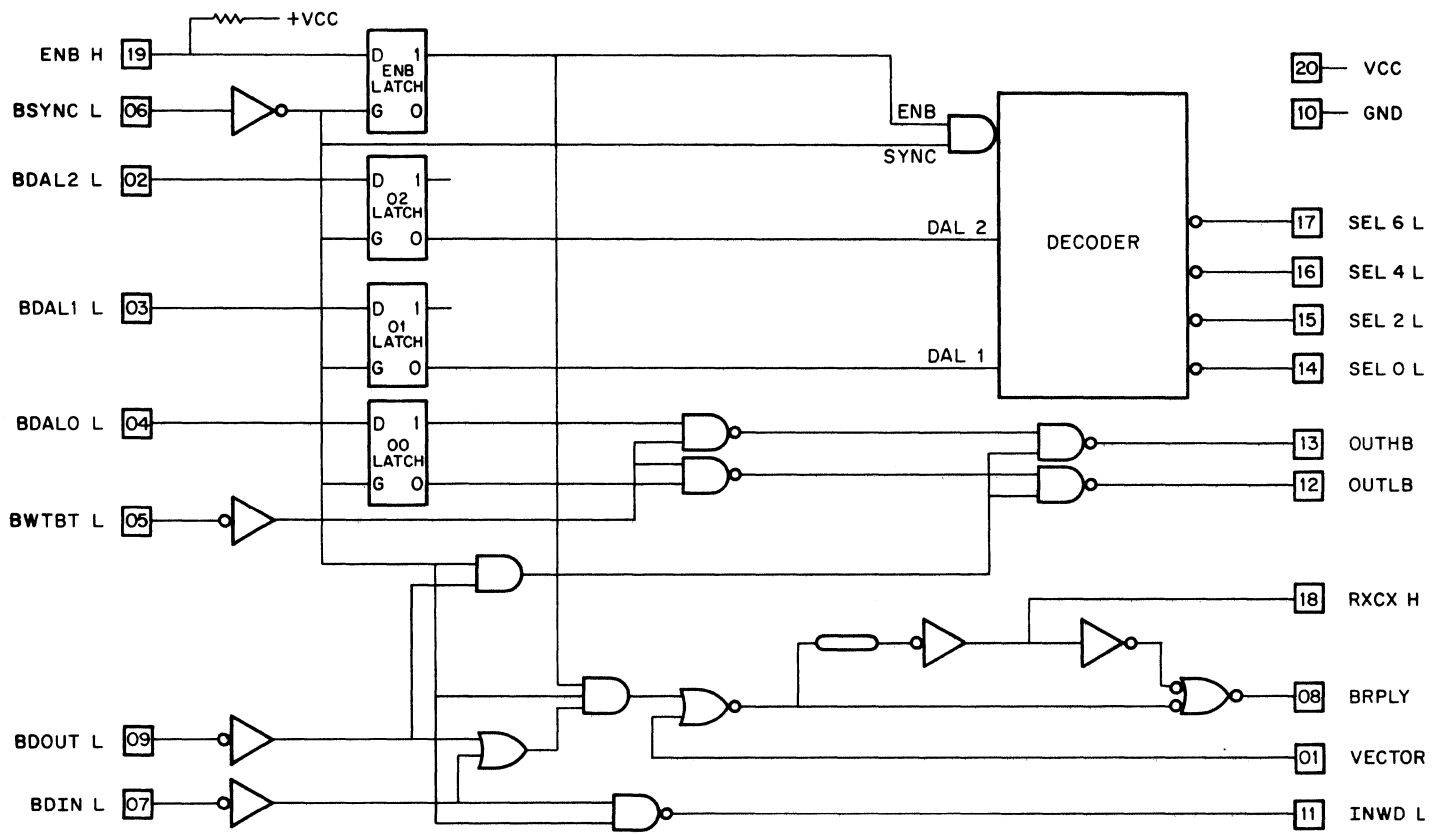 +VCC
ENB H 19
D 1
ENB
LATCH
G 0
BSYNC L 06
20 VCC
10 GND
ENB
SYNC
BDAL2 L 02
D 1
02
LATCH
G 0
DAL 2
DECODER
17 SEL 6 L
16 SEL 4 L
15 SEL 2 L
14 SEL 0 L
BDAL1 L 03
D 1
01
LATCH
G 0
DAL 1
BDAL0 L 04
D 1
00
LATCH
G 0
13 OUTHB
12 OUTLB
BWTBT L 05
18 RXCX H
08 BRPLY
BDOUT L 09
01 VECTOR
BDIN L 07
11 INWD L